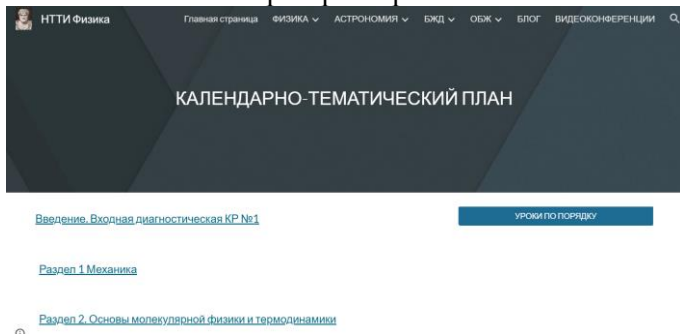 НТТИ Физика Главная страница ФИЗИКА АСТРОНОМИЯ БЖД ОБЖ БЛОГ ВИДЕОКОНФЕРЕНЦИИ
КАЛЕНДАРНО-ТЕМАТИЧЕСКИЙ ПЛАН
Введение. Входная диагностическая КР №1
УРОКИ ПО ПОРЯДКУ
Раздел 1 Механика
Раздел 2. Основы молекулярной физики и термодинамики